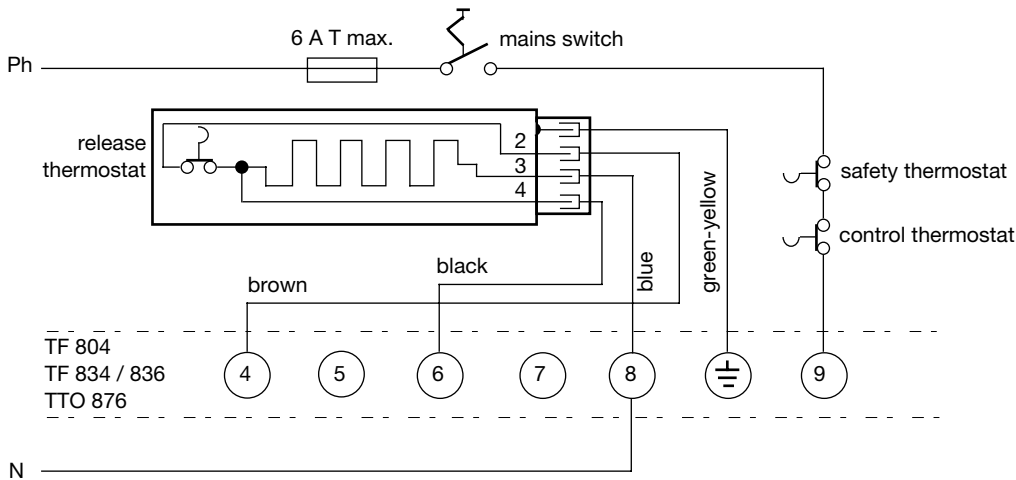 6 A T max.
mains switch
Ph
release
thermostat
2
3
4
safety thermostat
control thermostat
green-yellow
blue
black
brown
TF 804
TF 834 / 836
TTO 876
4
5
6
7
8
9
N